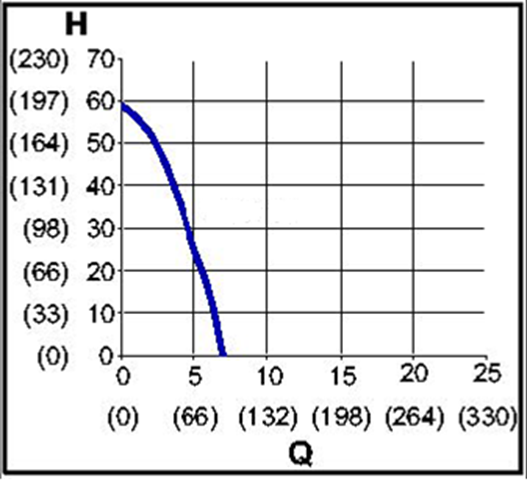 H
(230) 70
(197) 60
(164) 50
(131) 40
(98) 30
(66) 20
(33) 10
(0) 0
0 5 10 15 20 25
(0) (66) (132) (198) (264) (330)
Q